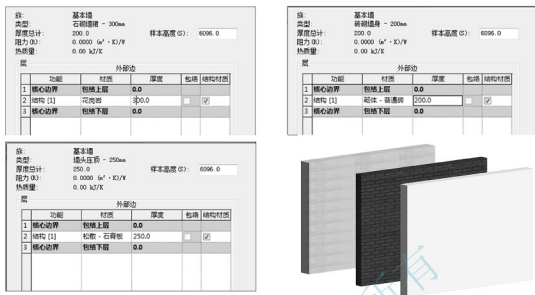 族: 基本墙
类型: 石砌墙裙 - 300mm
厚度总计: 200.0 样本高度(S): 6096.0
阻力(R): 0.0000 (m²·K)/W
热质量: 0.00 kJ/K
层
外部边
功能 材质 厚度 包络 结构材质
1 核心边界 包络上层 0.0
2 结构 [1] 花岗岩 300.0
3 核心边界 包络下层 0.0
族: 基本墙
类型: 砖砌墙身 - 200mm
厚度总计: 200.0 样本高度(S): 6096.0
阻力(R): 0.0000 (m²·K)/W
热质量: 0.00 kJ/K
层
外部边
功能 材质 厚度 包络 结构材质
1 核心边界 包络上层 0.0
2 结构 [1] 砌体 - 普通砖 200.0
3 核心边界 包络下层 0.0
族: 基本墙
类型: 墙头压顶 - 250mm
厚度总计: 250.0 样本高度(S): 6096.0
阻力(R): 0.0000 (m²·K)/W
热质量: 0.00 kJ/K
层
外部边
功能 材质 厚度 包络 结构材质
1 核心边界 包络上层 0.0
2 结构 [1] 松散 - 石膏板 250.0
3 核心边界 包络下层 0.0